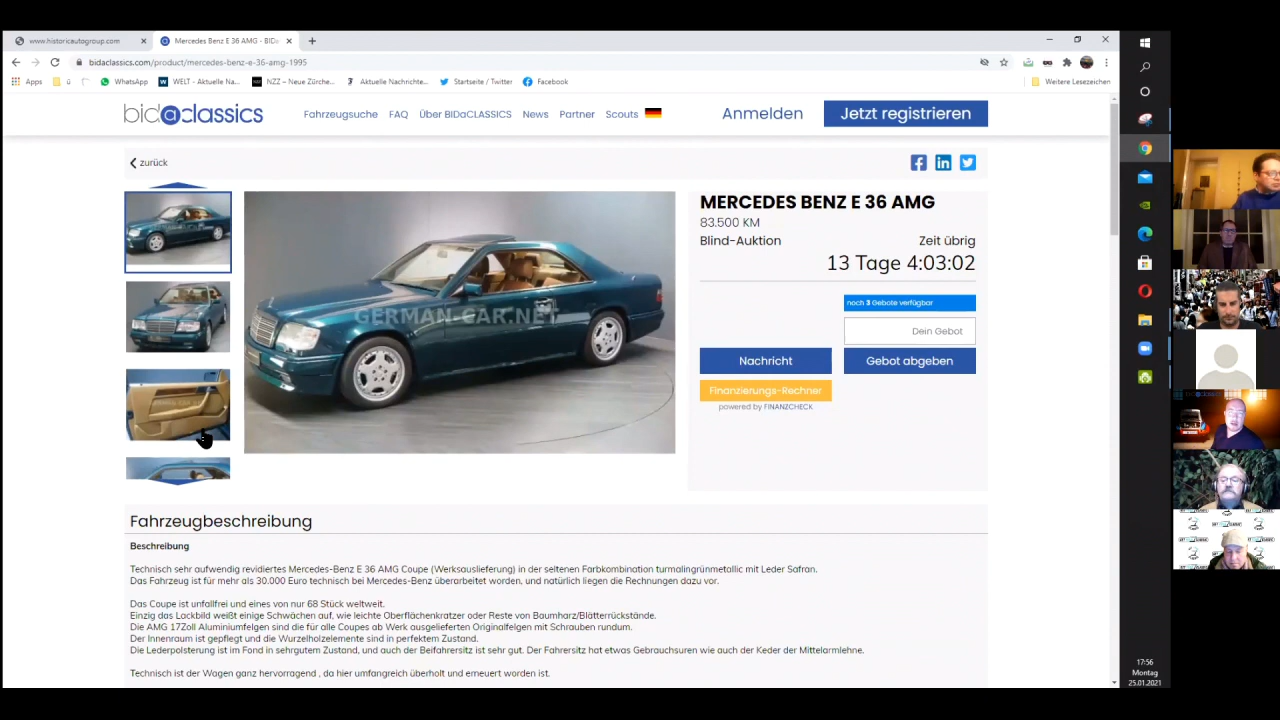 www.historicautogroup.com
Mercedes Benz E 36 AMG - BIDa
bidaclassics.com/product/mercedes-benz-e-36-amg-1995
Apps
WhatsApp
WELT - Aktuelle Na...
NZZ – Neue Zürche...
Aktuelle Nachrichte...
Startseite / Twitter
Facebook
Weitere Lesezeichen
bidaclassics
Fahrzeugsuche
FAQ
Über BIDaCLASSICS
News
Partner
Scouts
Anmelden
Jetzt registrieren
zurück
GERMAN-CAR.NET
MERCEDES BENZ E 36 AMG
83.500 KM
Blind-Auktion
Zeit übrig
13 Tage 4:03:02
noch 3 Gebote verfügbar
Dein Gebot
Nachricht
Gebot abgeben
Finanzierungs-Rechner
powered by FINANZCHECK
Fahrzeugbeschreibung
Beschreibung
Technisch sehr aufwendig revidiertes Mercedes-Benz E 36 AMG Coupe (Werksauslieferung) in der seltenen Farbkombination turmalingrünmetallic mit Leder Safran.
Das Fahrzeug ist für mehr als 30.000 Euro technisch bei Mercedes-Benz überarbeitet worden, und natürlich liegen die Rechnungen dazu vor.
Das Coupe ist unfallfrei und eines von nur 68 Stück weltweit.
Einzig das Lackbild weißt einige Schwächen auf, wie leichte Oberflächenkratzer oder Reste von Baumharz/Blätterrückstände.
Die AMG 17Zoll Aluminiumfelgen sind die für alle Coupes ab Werk ausgelieferten Originalfelgen mit Schrauben rundum.
Der Innenraum ist gepflegt und die Wurzelholzelemente sind in perfektem Zustand.
Die Lederpolsterung ist im Fond in sehrgutem Zustand, und auch der Beifahrersitz ist sehr gut. Der Fahrersitz hat etwas Gebrauchsuren wie auch der Keder der Mittelarmlehne.
Technisch ist der Wagen ganz hervorragend , da hier umfangreich überholt und erneuert worden ist.
17:56
Montag
25.01.2021